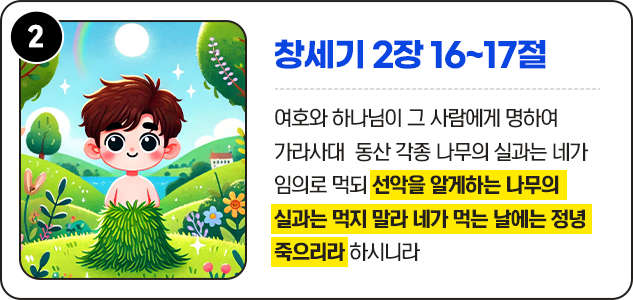 2
창세기 2장 16~17절
여호와 하나님이 그 사람에게 명하여
가라사대 동산 각종 나무의 실과는 네가
임의로 먹되 선악을 알게하는 나무의
실과는 먹지 말라 네가 먹는 날에는 정녕
죽으리라 하시니라